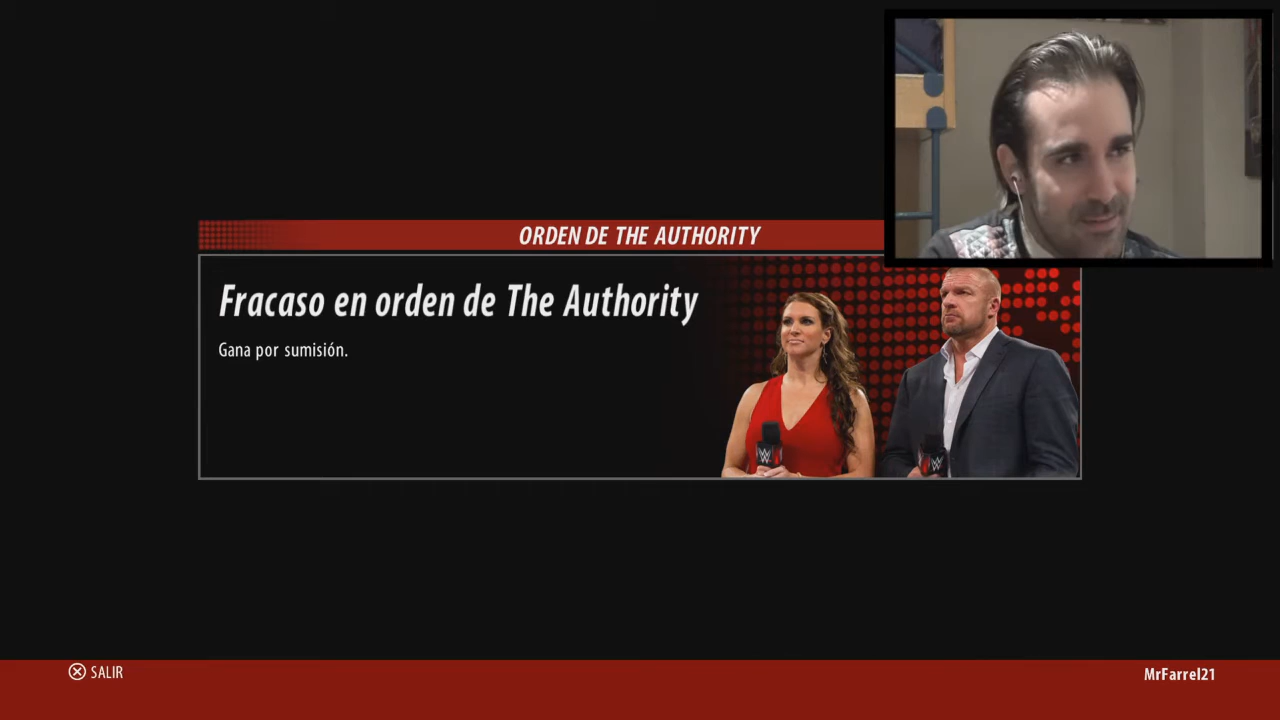 ORDEN DE THE AUTHORITY
Fracaso en orden de The Authority
Gana por sumisión.
W W
SALIR
MrFarrel21